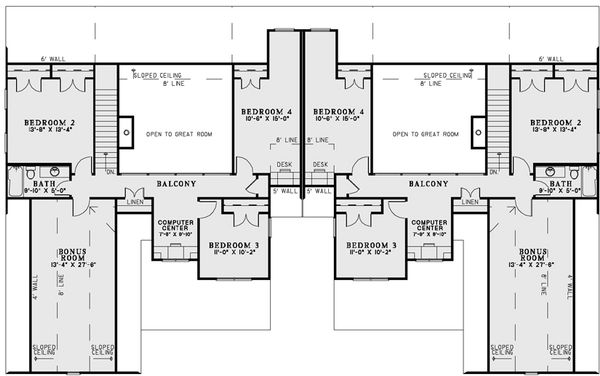 6' WALL
6' WALL
SLOPED CEILING
8' LINE
SLOPED CEILING
8' LINE
BEDROOM 2
13'-8" X 13'-4"
BEDROOM 4
10'-6" X 15'-0"
BEDROOM 4
10'-6" X 15'-0"
BEDROOM 2
13'-8" X 13'-4"
OPEN TO GREAT ROOM
OPEN TO GREAT ROOM
8' LINE
8' LINE
DESK
DESK
DN.
DN.
BATH
9'-10" X 5'-0"
BALCONY
BALCONY
BATH
9'-10" X 5'-0"
5' WALL
5' WALL
LINEN
LINEN
COMPUTER
CENTER
7'-8" X 9'-10"
COMPUTER
CENTER
7'-8" X 9'-10"
BEDROOM 3
11'-0" X 10'-2"
BEDROOM 3
11'-0" X 10'-2"
BONUS
ROOM
13'-4" X 27'-6"
BONUS
ROOM
13'-4" X 27'-6"
4' WALL
8' LINE
8' LINE
4' WALL
SLOPED
CEILING
SLOPED
CEILING
SLOPED
CEILING
SLOPED
CEILING